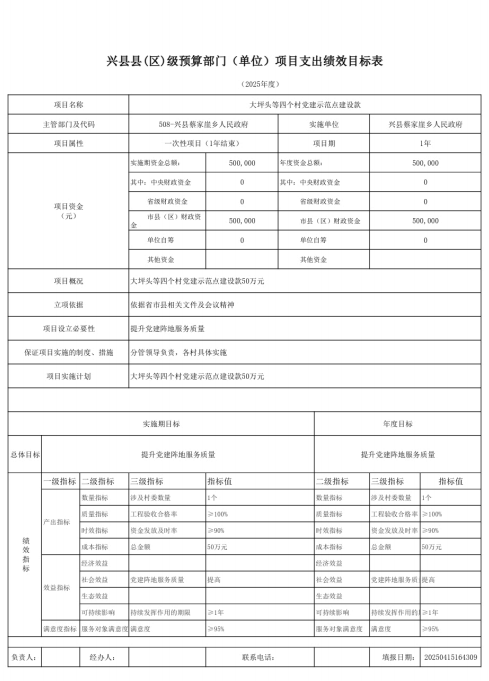 兴县县(区)级预算部门（单位）项目支出绩效目标表
（2025年度）
项目名称 大坪头等四个村党建示范点建设款
主管部门及代码 508-兴县蔡家崖乡人民政府 实施单位 兴县蔡家崖乡人民政府
项目属性 一次性项目（1年结束） 项目期 1年
项目资金
（元）
实施期资金总额： 500,000 年度资金总额： 500,000
其中：中央财政资金 0 其中：中央财政资金 0
省级财政资金 0 省级财政资金 0
市县（区）财政资
金 500,000 市县（区）财政资金 500,000
单位自筹 0 单位自筹 0
其他资金 其他资金
项目概况 大坪头等四个村党建示范点建设款50万元
立项依据 依据省市县相关文件及会议精神
项目设立必要性 提升党建阵地服务质量
保证项目实施的制度、措施 分管领导负责，各村具体实施
项目实施计划 大坪头等四个村党建示范点建设款50万元
实施期目标 年度目标
总体目标 提升党建阵地服务质量 提升党建阵地服务质量
绩效指标
一级指标 二级指标 三级指标 指标值 二级指标 三级指标 指标值
产出指标
数量指标 涉及村委数量 1个 数量指标 涉及村委数量 1个
质量指标 工程验收合格率 ≥100% 质量指标 工程验收合格率 ≥100%
时效指标 资金发放及时率 ≥90% 时效指标 资金发放及时率 ≥90%
成本指标 总金额 50万元 成本指标 总金额 50万元
效益指标
经济效益 经济效益
社会效益 党建阵地服务质量 提高 社会效益 党建阵地服务质 提高
生态效益 生态效益
可持续影响 持续发挥作用的期限 ≥1年 可持续影响 持续发挥作用的 ≥1年
满意度指标 服务对象满意度 满意度 ≥95% 服务对象满意度 满意度 ≥95%
负责人： 经办人： 联系电话： 填报日期： 20250415164309